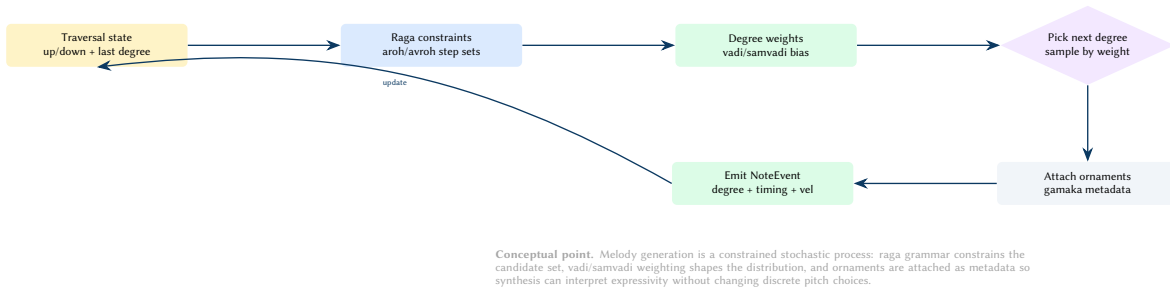 Traversal state
up/down + last degree
Raga constraints
aroh/avroh step sets
Degree weights
vadi/samvadi bias
Pick next degree
sample by weight
update
Emit NoteEvent
degree + timing + vel
Attach ornaments
gamaka metadata
Conceptual point. Melody generation is a constrained stochastic process: raga grammar constrains the
candidate set, vadi/samvadi weighting shapes the distribution, and ornaments are attached as metadata so
synthesis can interpret expressivity without changing discrete pitch choices.